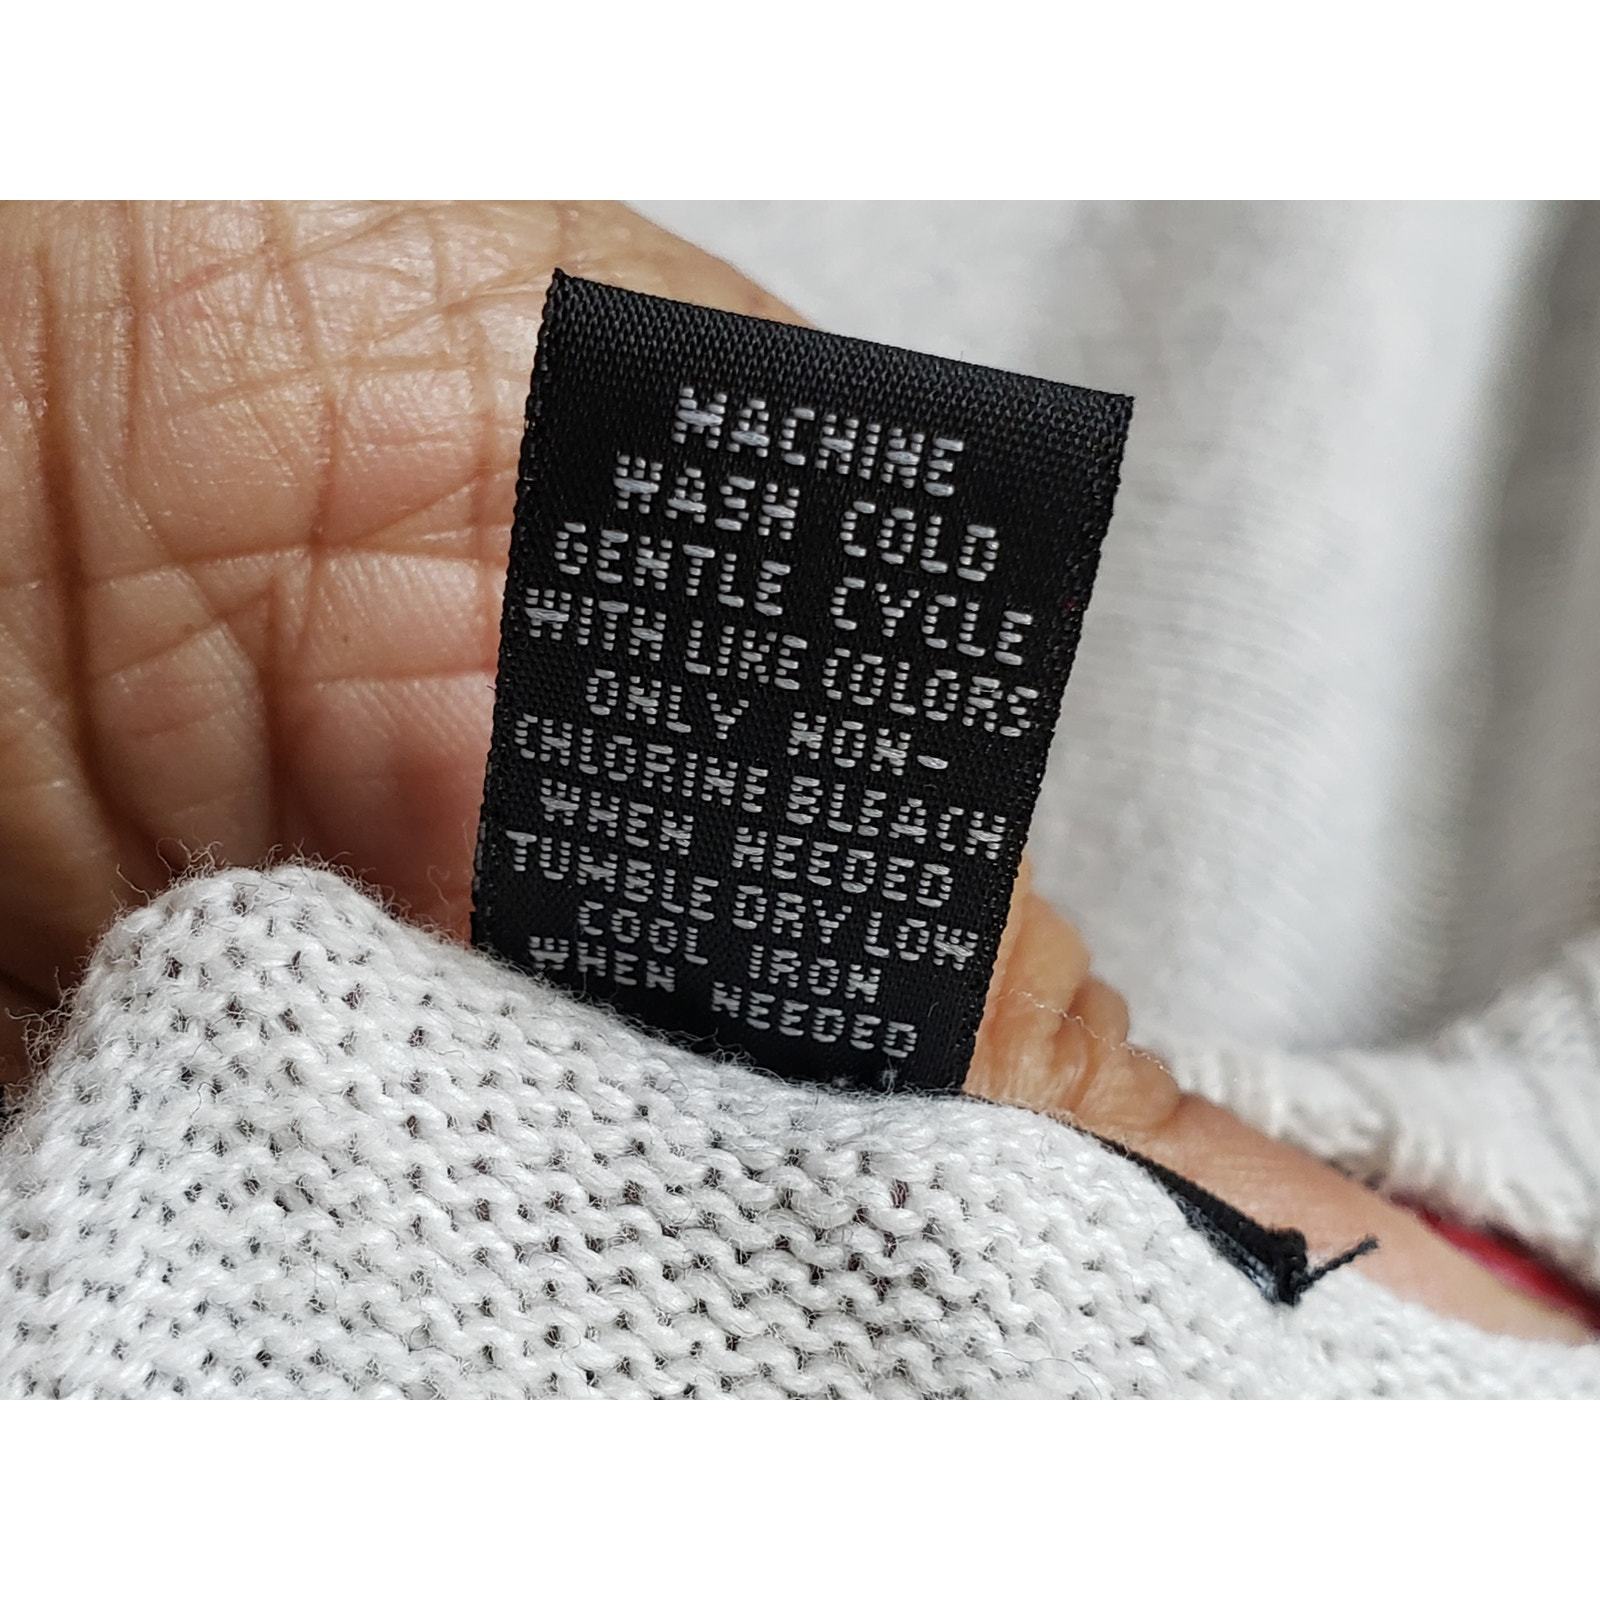 MACHINE
WASH COLD
GENTLE CYCLE
WITH LIKE COLORS
ONLY NON-
CHLORINE BLEACH
WHEN NEEDED
TUMBLE DRY LOW
COOL IRON
WHEN NEEDED